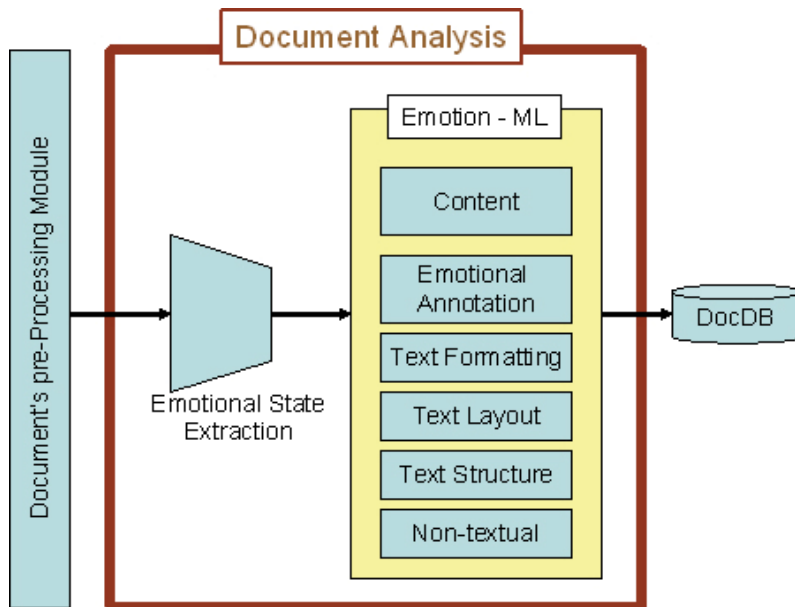 Document Analysis
Document's pre-Processing Module
Emotional State
Extraction
Emotion - ML
Content
Emotional
Annotation
Text Formatting
Text Layout
Text Structure
Non-textual
DocDB